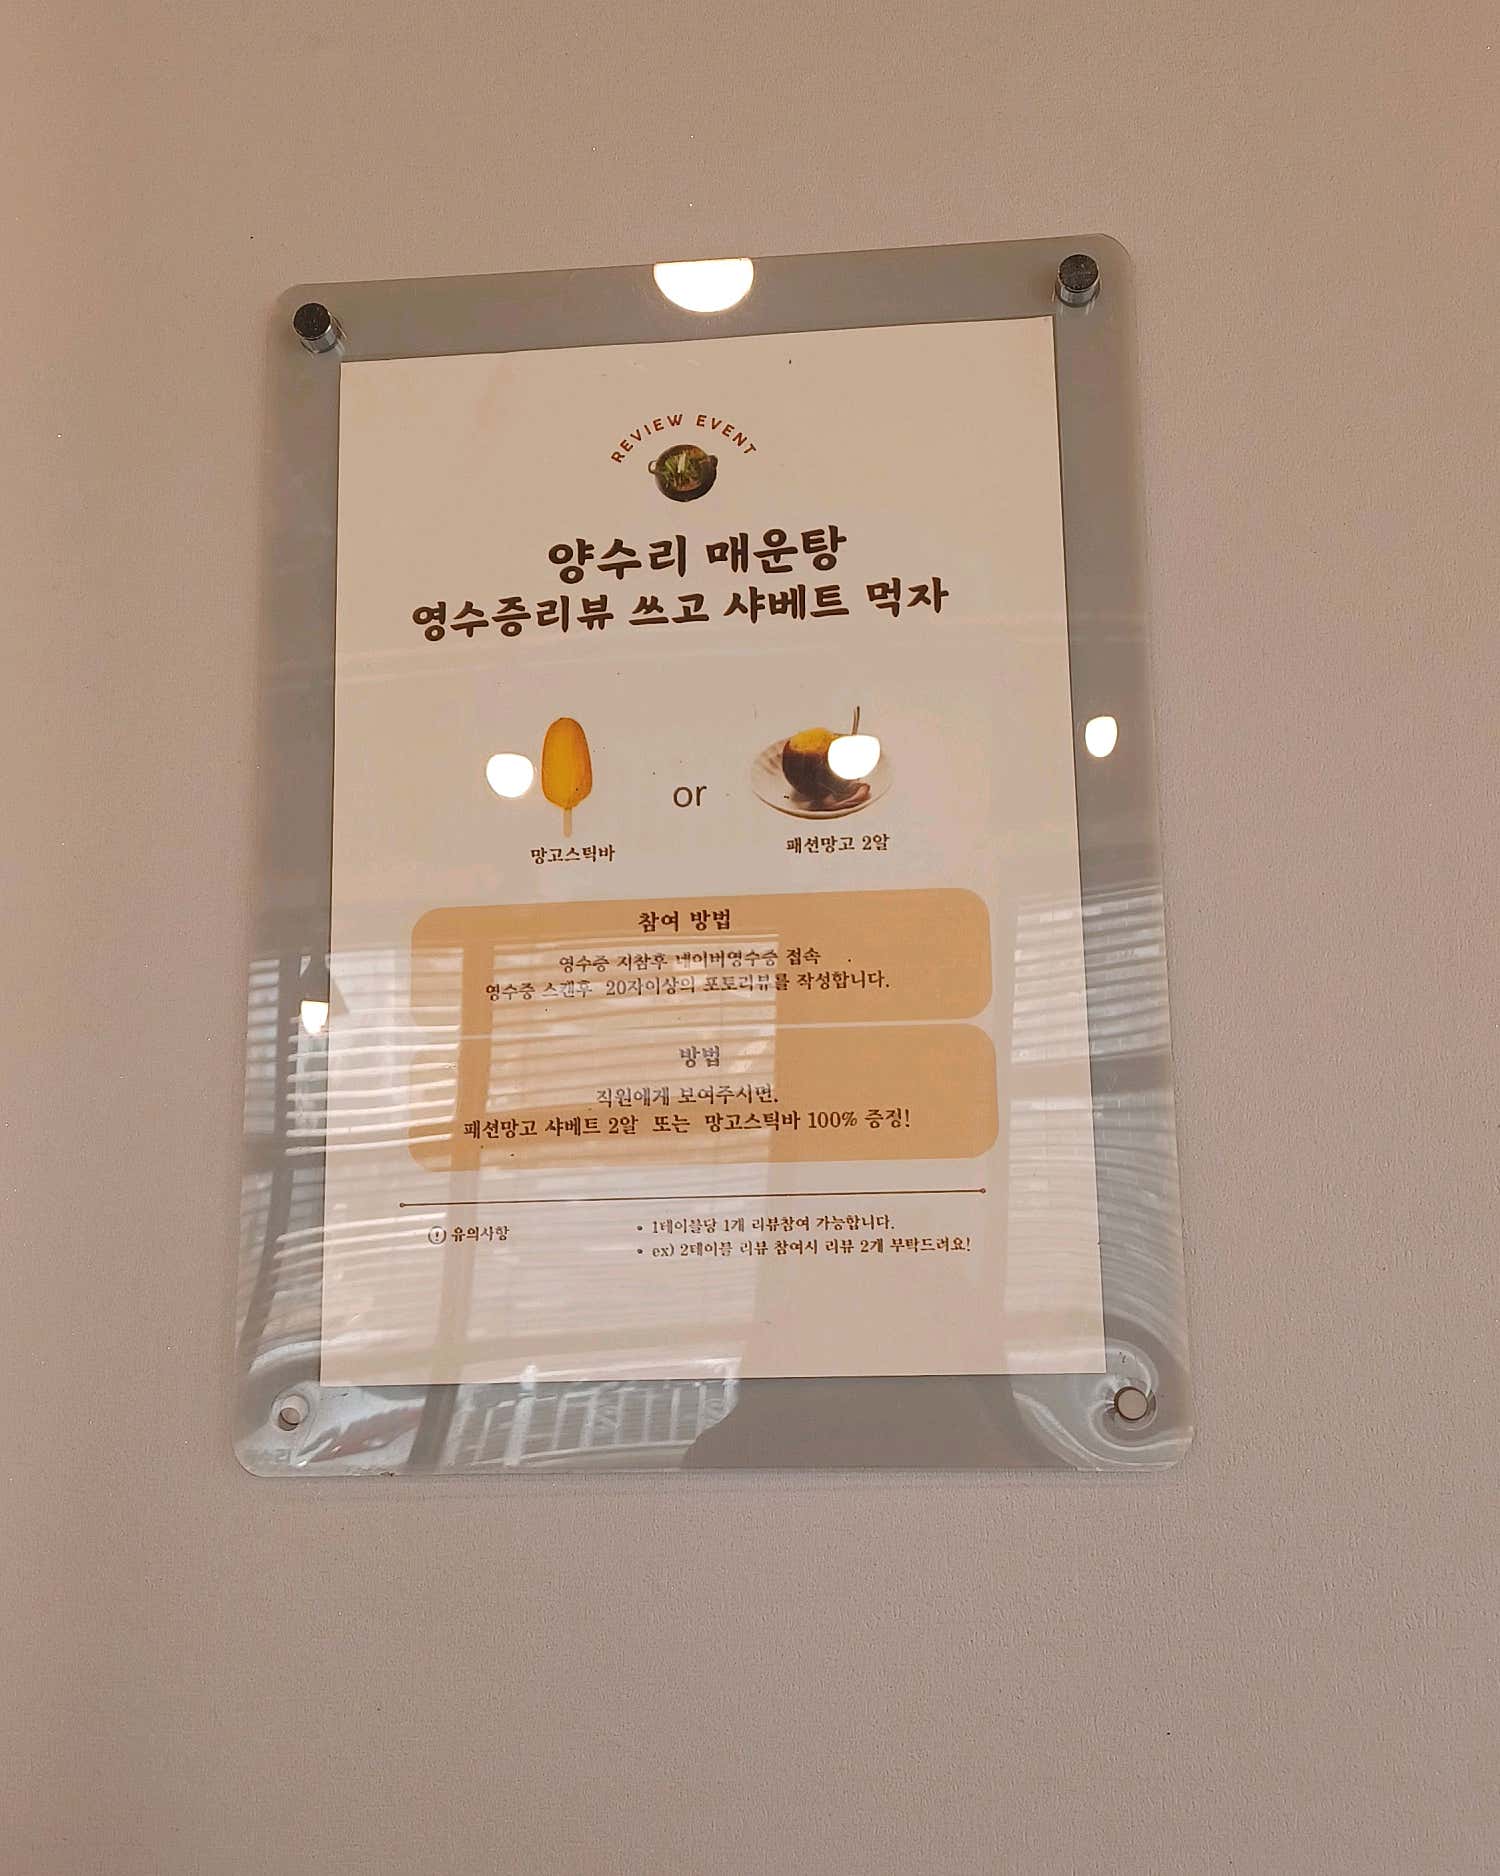 REVIEW EVENT
양수리 매운탕
영수증리뷰 쓰고 샤베트 먹자
망고스틱바
or
패션망고 2알
참여 방법
영수증 지참후 네이버영수증 접속
영수증 스캔후 20자이상의 포토리뷰를 작성합니다.
방법
직원에게 보여주시면,
패션망고 샤베트 2알 또는 망고스틱바 100% 증정!
! 유의사항
• 1테이블당 1개 리뷰참여 가능합니다.
• ex) 2테이블 리뷰 참여시 리뷰 2개 부탁드려요!